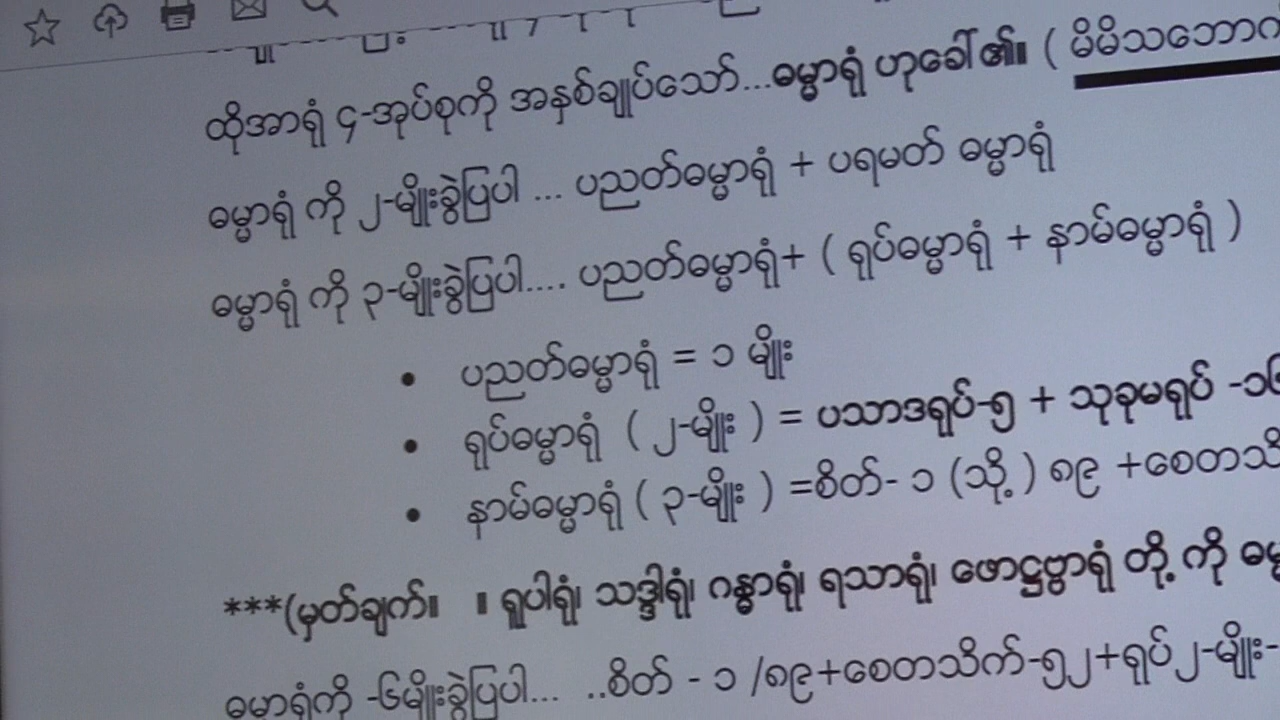 ထိုအာရုံ ၄-အုပ်စုကို အနှစ်ချုပ်သော်...ဓမ္မာရုံ ဟုခေါ်၏။ ( မိမိသဘော
ဓမ္မာရုံ ကို ၂-မျိုးခွဲပြပါ ... ပညတ်ဓမ္မာရုံ + ပရမတ် ဓမ္မာရုံ
ဓမ္မာရုံ ကို ၃-မျိုးခွဲပြပါ.... ပညတ်ဓမ္မာရုံ+ ( ရုပ်ဓမ္မာရုံ + နာမ်ဓမ္မာရုံ )
• ပညတ်ဓမ္မာရုံ = ၁ မျိုး
• ရုပ်ဓမ္မာရုံ ( ၂-မျိုး ) = ပသာဒရုပ်-၅ + သုခုမရုပ် -၁၆
• နာမ်ဓမ္မာရုံ ( ၃-မျိုး ) =စိတ်- ၁ (သို့ ) ၈၉ +စေတသိ
***(မှတ်ချက်။ ။ ရူပါရုံ၊ သဒ္ဒါရုံ၊ ဂန္ဓာရုံ၊ ရသာရုံ၊ ဖောဋ္ဌဗ္ဗာရုံ တို့ ကို
ဓမ္မာရုံကို -၆မျိုးခွဲပြပါ... ..စိတ် - ၁ /၈၉+စေတသိက်-၅၂+ရုပ်၂-မျိုး-